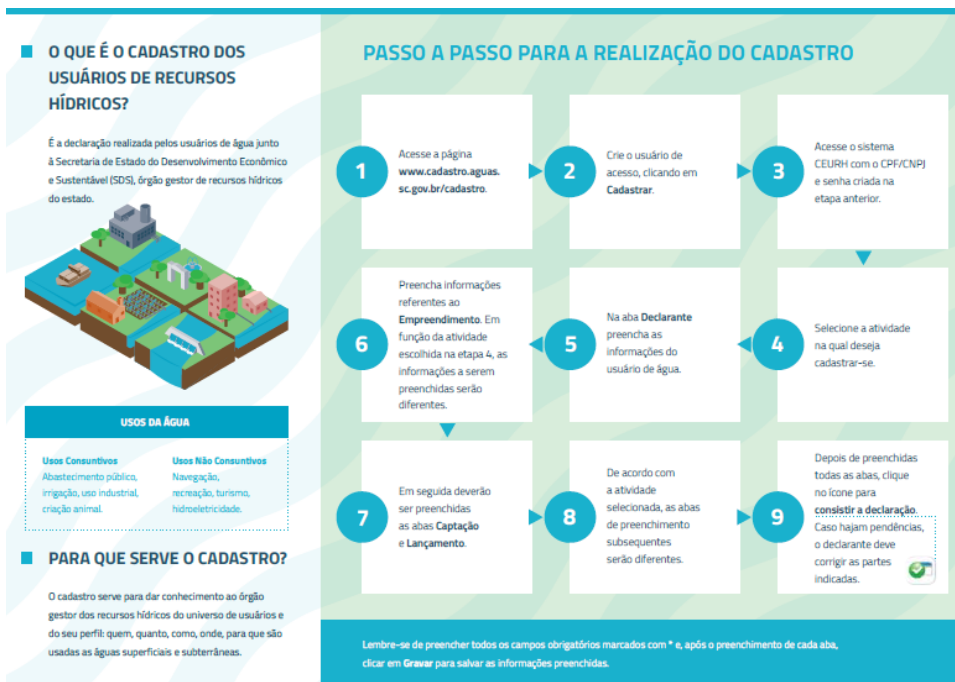 O QUE É O CADASTRO DOS
USUÁRIOS DE RECURSOS
HÍDRICOS?
É a declaração realizada pelos usuários de água junto
à Secretaria de Estado do Desenvolvimento Econômico
e Sustentável (SDS), órgão gestor de recursos hídricos
do estado.
USOS DA ÁGUA
Usos Consuntivos
Abastecimento público,
irrigação, uso industrial,
criação animal.
Usos Não Consuntivos
Navegação,
recreação, turismo,
hidroeletricidade.
PARA QUE SERVE O CADASTRO?
O cadastro serve para dar conhecimento ao órgão
gestor dos recursos hídricos do universo de usuários e
do seu perfil: quem, quanto, como, onde, para que são
usadas as águas superficiais e subterrâneas.
PASSO A PASSO PARA A REALIZAÇÃO DO CADASTRO
1
Acesse a página
www.cadastro.aguas.
sc.gov.br/cadastro.
2
Crie o usuário de
acesso, clicando em
Cadastrar.
3
Acesse o sistema
CEURH com o CPF/CNPJ
e senha criada na
etapa anterior.
4
Selecione a atividade
na qual deseja
cadastrar-se.
5
Na aba Declarante
preencha as
informações do
usuário de água.
6
Preencha informações
referentes ao
Empreendimento. Em
função da atividade
escolhida na etapa 4, as
informações a serem
preenchidas serão
diferentes.
7
Em seguida deverão
ser preenchidas
as abas Captação
e Lançamento.
8
De acordo com
a atividade
selecionada, as abas
de preenchimento
subsequentes
serão diferentes.
9
Depois de preenchidas
todas as abas, clique
no ícone para
consistir a declaração.
Caso hajam pendências,
o declarante deve
corrigir as partes
indicadas.
Lembre-se de preencher todos os campos obrigatórios marcados com * e, após o preenchimento de cada aba,
clicar em Gravar para salvar as informações preenchidas.